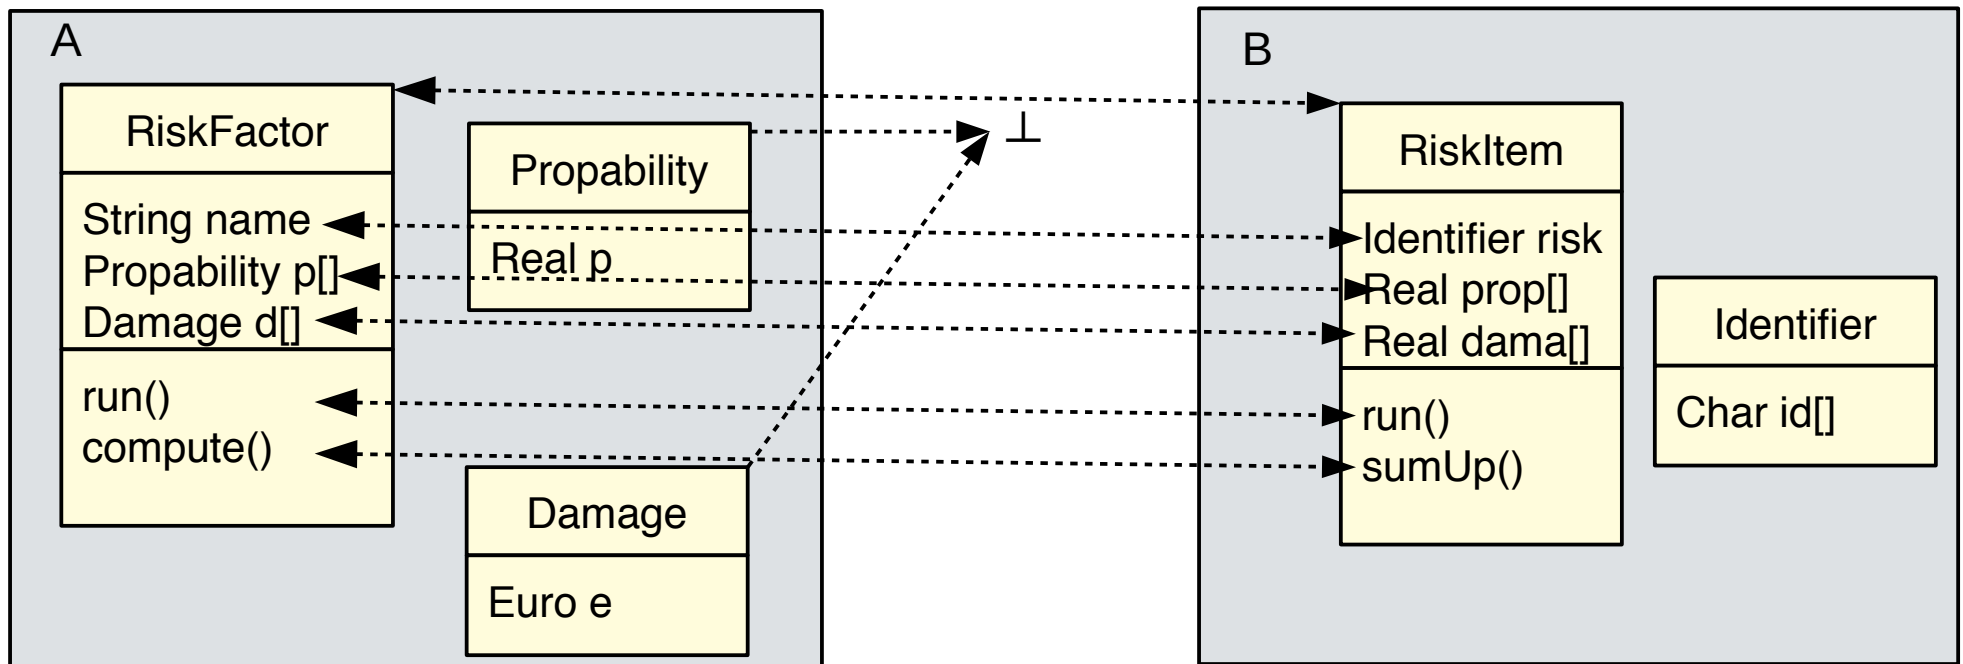 A
RiskFactor
String name
Propability p[]
Damage d[]
run()
compute()
Propability
Real p
Damage
Euro e
⊥
B
RiskItem
Identifier risk
Real prop[]
Real dama[]
run()
sumUp()
Identifier
Char id[]